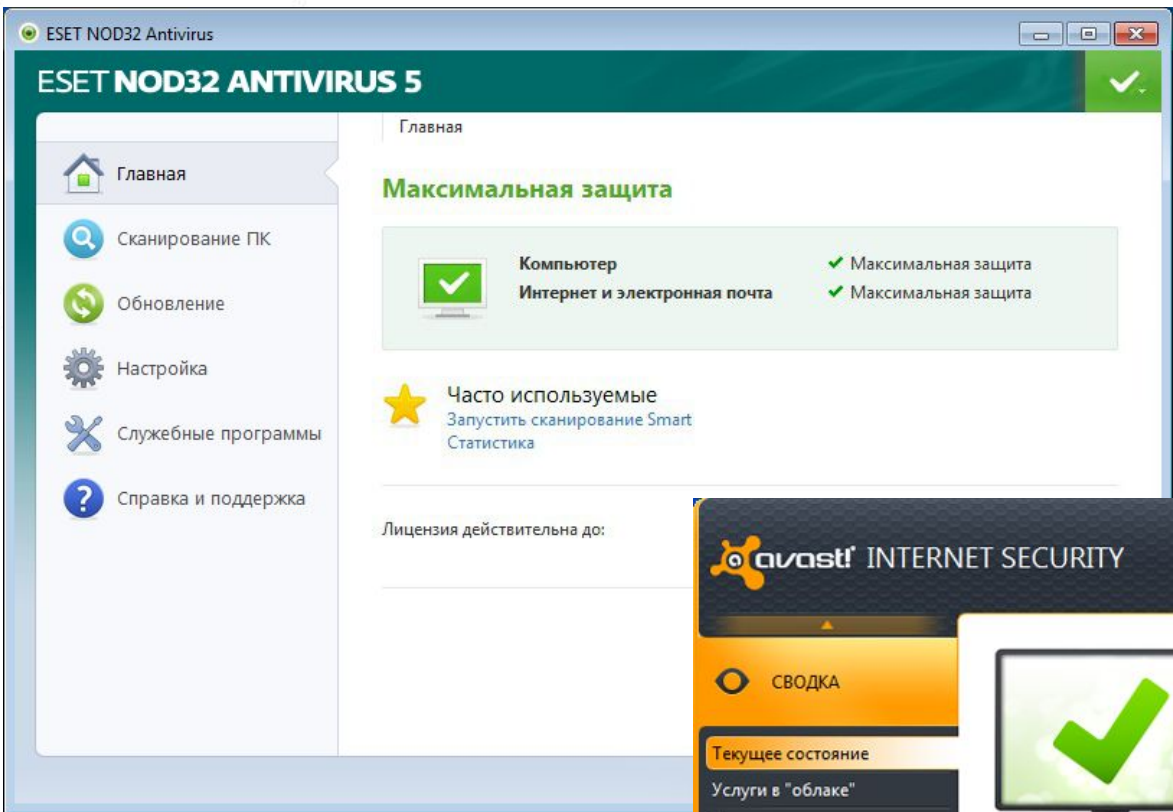 ESET NOD32 Antivirus
ESET NOD32 ANTIVIRUS 5
Главная
Сканирование ПК
Обновление
Настройка
Служебные программы
Справка и поддержка
Главная
Максимальная защита
Компьютер ✔ Максимальная защита
Интернет и электронная почта ✔ Максимальная защита
Часто используемые
Запустить сканирование Smart
Статистика
Лицензия действительна до:
avast! INTERNET SECURITY
СВОДКА
Текущее состояние
Услуги в "облаке"